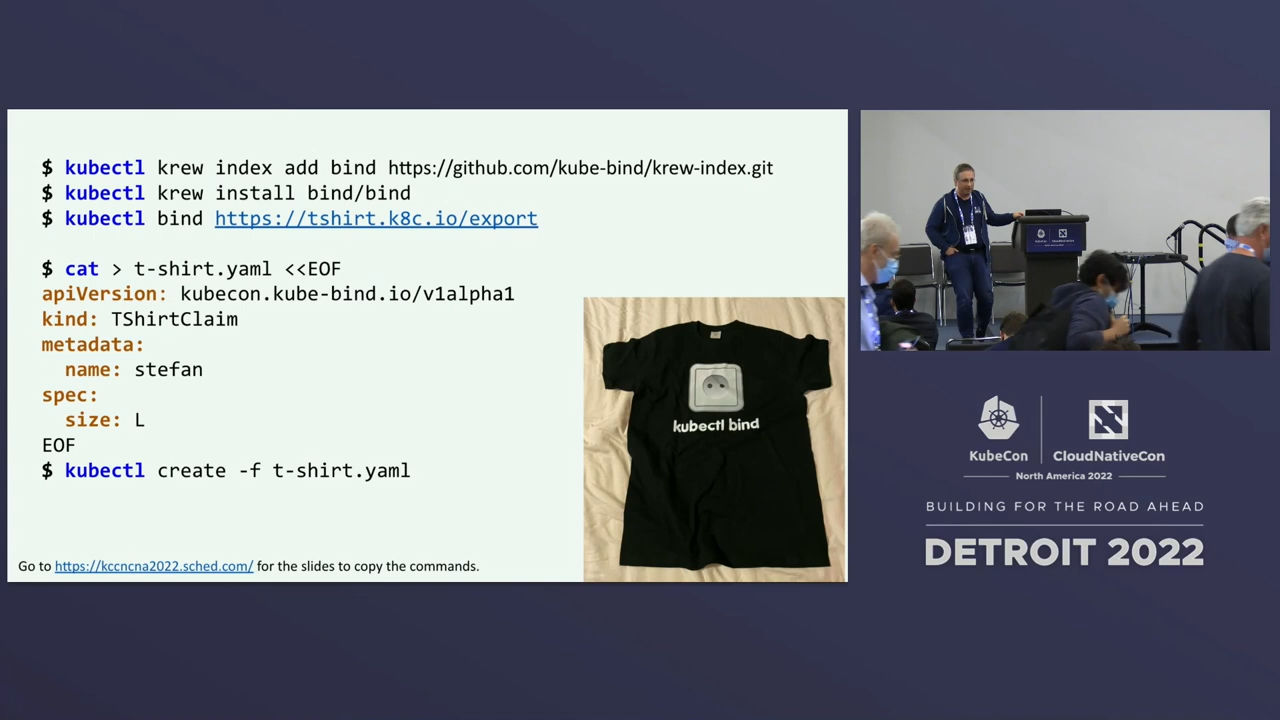 $ kubectl krew index add bind https://github.com/kube-bind/krew-index.git
$ kubectl krew install bind/bind
$ kubectl bind https://tshirt.k8c.io/export
$ cat > t-shirt.yaml <<EOF
apiVersion: kubecon.kube-bind.io/v1alpha1
kind: TShirtClaim
metadata:
  name: stefan
spec:
  size: L
EOF
$ kubectl create -f t-shirt.yaml
kubectl bind
Go to https://kccncna2022.sched.com/ for the slides to copy the commands.
KubeCon
CloudNativeCon
North America 2022
BUILDING FOR THE ROAD AHEAD
DETROIT 2022